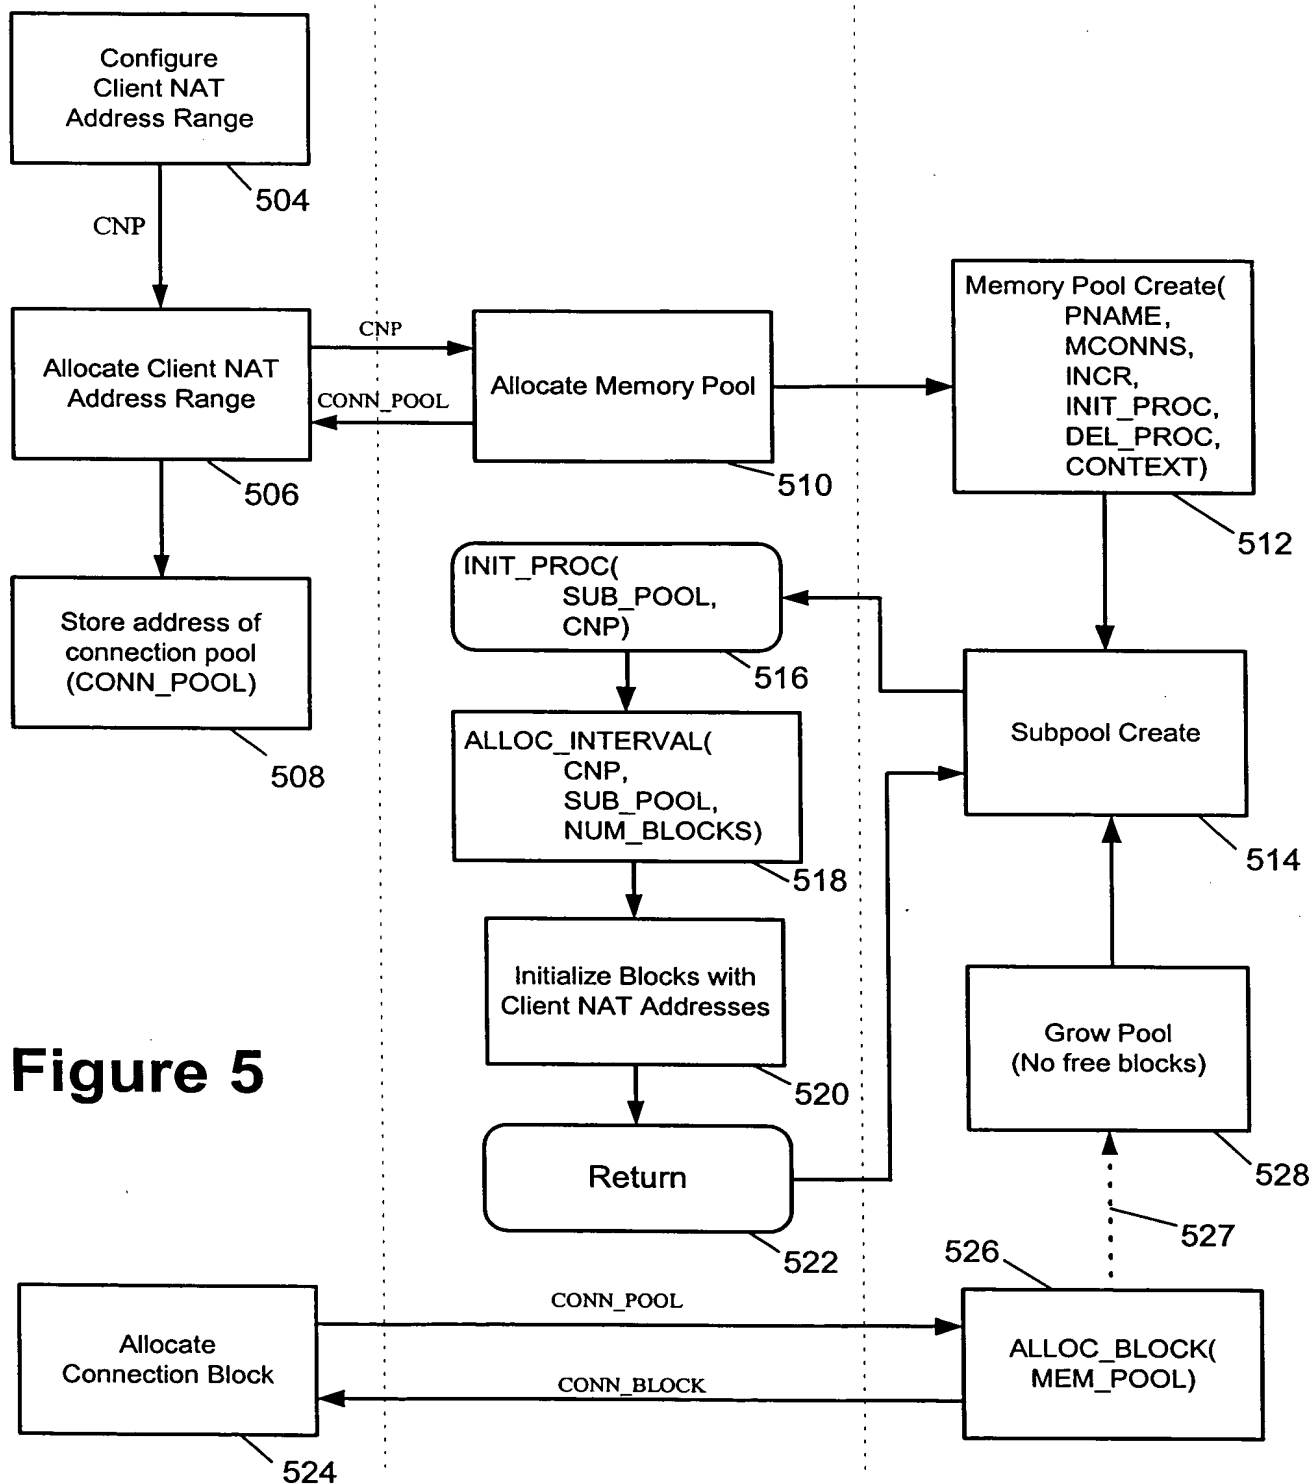 Configure
Client NAT
Address Range
504
CNP
Allocate Client NAT
Address Range
506
CNP
CONN_POOL
Allocate Memory Pool
510
Memory Pool Create(
PNAME,
MCONNS,
INCR,
INIT_PROC,
DEL_PROC,
CONTEXT)
512
Store address of
connection pool
(CONN_POOL)
508
INIT_PROC(
SUB_POOL,
CNP)
516
Subpool Create
514
ALLOC_INTERVAL(
CNP,
SUB_POOL,
NUM_BLOCKS)
518
Initialize Blocks with
Client NAT Addresses
520
Grow Pool
(No free blocks)
528
Figure 5
Return
522
527
526
Allocate
Connection Block
524
CONN_POOL
CONN_BLOCK
ALLOC_BLOCK(
MEM_POOL)